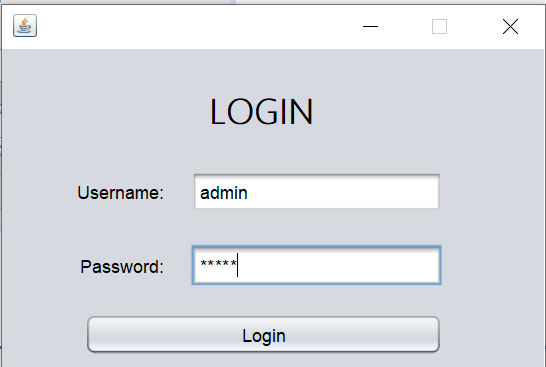 LOGIN
Username: admin
Password: *****
Login